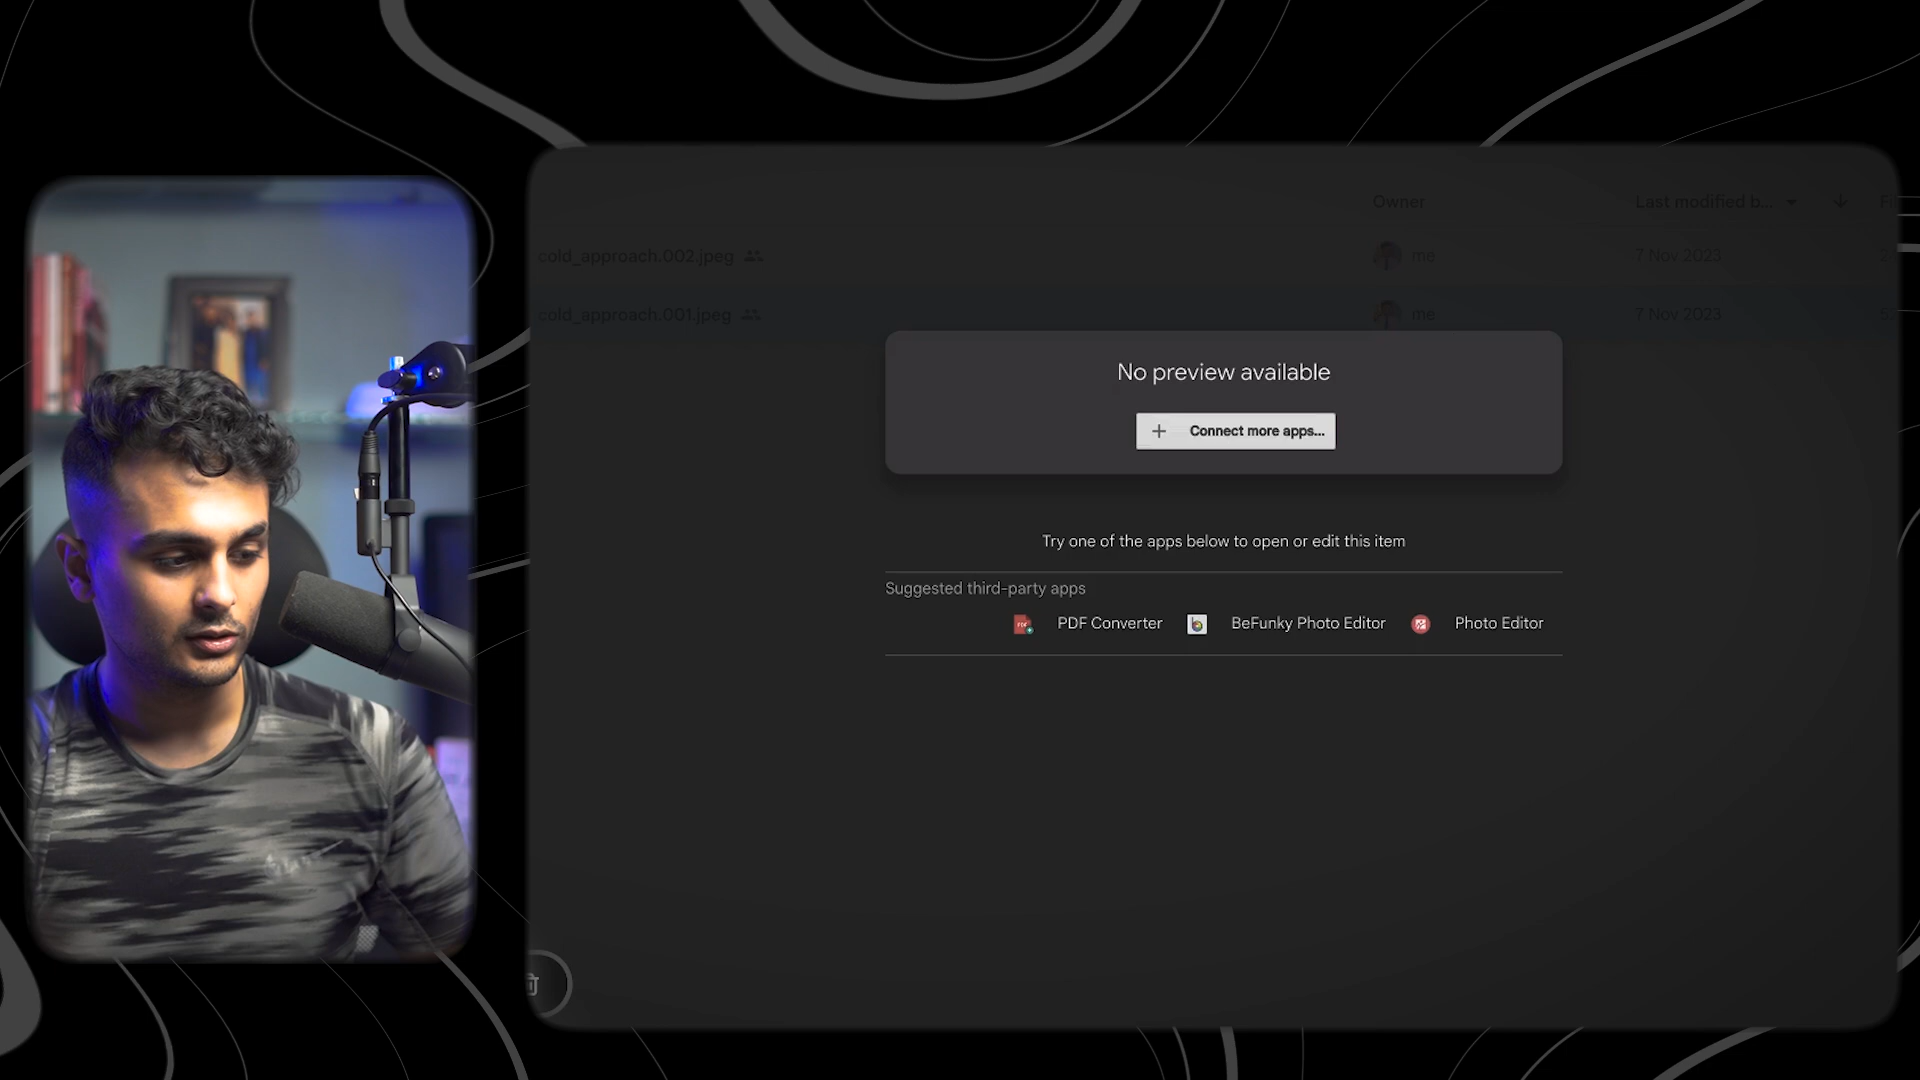 Owner
Last modified b...
cold_approach.002.jpeg
me
7 Nov 2023
cold_approach.001.jpeg
me
7 Nov 2023
No preview available
Connect more apps...
Try one of the apps below to open or edit this item
Suggested third-party apps
PDF
PDF Converter
BeFunky Photo Editor
Photo Editor